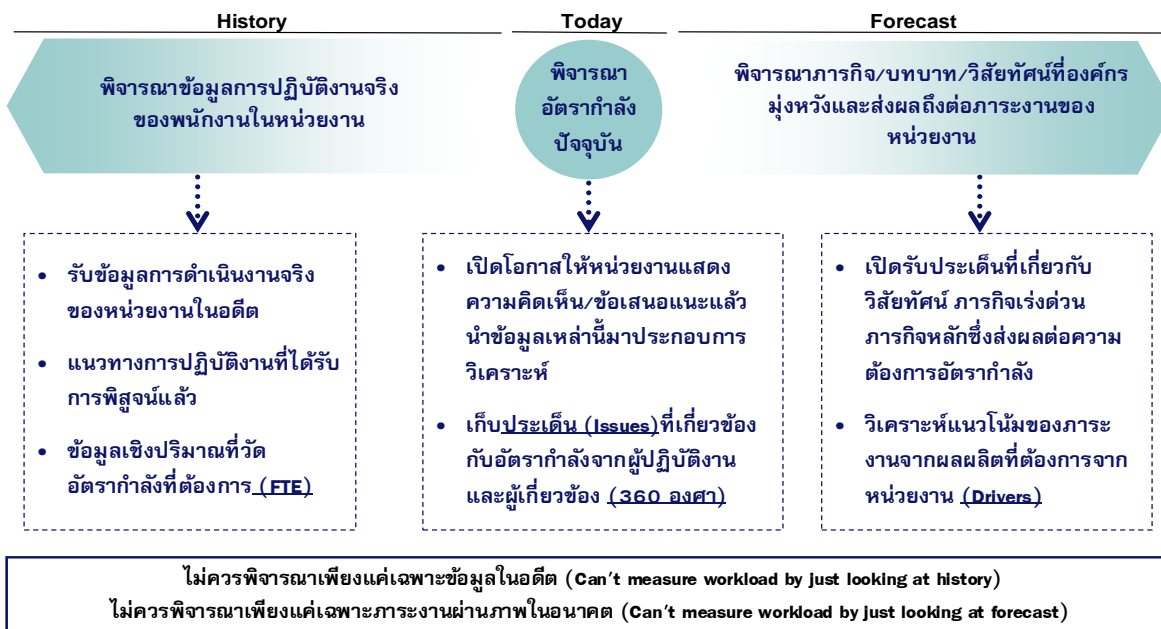 History
Today
Forecast
พิจารณาข้อมูลการปฏิบัติงานจริง
ของพนักงานในหน่วยงาน
พิจารณา
อัตรากำลัง
ปัจจุบัน
พิจารณาภารกิจ/บทบาท/วิสัยทัศน์ที่องค์กร
มุ่งหวังและส่งผลถึงต่อภาระงานของ
หน่วยงาน
• รับข้อมูลการดำเนินงานจริง
ของหน่วยงานในอดีต
• แนวทางการปฏิบัติงานที่ได้รับ
การพิสูจน์แล้ว
• ข้อมูลเชิงปริมาณที่วัด
อัตรากำลังที่ต้องการ (FTE)
• เปิดโอกาสให้หน่วยงานแสดง
ความคิดเห็น/ข้อเสนอแนะแล้ว
นำข้อมูลเหล่านี้มาประกอบการ
วิเคราะห์
• เก็บประเด็น (Issues)ที่เกี่ยวข้อง
กับอัตรากำลังจากผู้ปฏิบัติงาน
และผู้เกี่ยวข้อง (360 องศา)
• เปิดรับประเด็นที่เกี่ยวกับ
วิสัยทัศน์ ภารกิจเร่งด่วน
ภารกิจหลักซึ่งส่งผลต่อความ
ต้องการอัตรากำลัง
• วิเคราะห์แนวโน้มของภาระ
งานจากผลผลิตที่ต้องการจาก
หน่วยงาน (Drivers)
ไม่ควรพิจารณาเพียงแค่เฉพาะข้อมูลในอดีต (Can't measure workload by just looking at history)
ไม่ควรพิจารณาเพียงแค่เฉพาะภาระงานผ่านภาพในอนาคต (Can't measure workload by just looking at forecast)